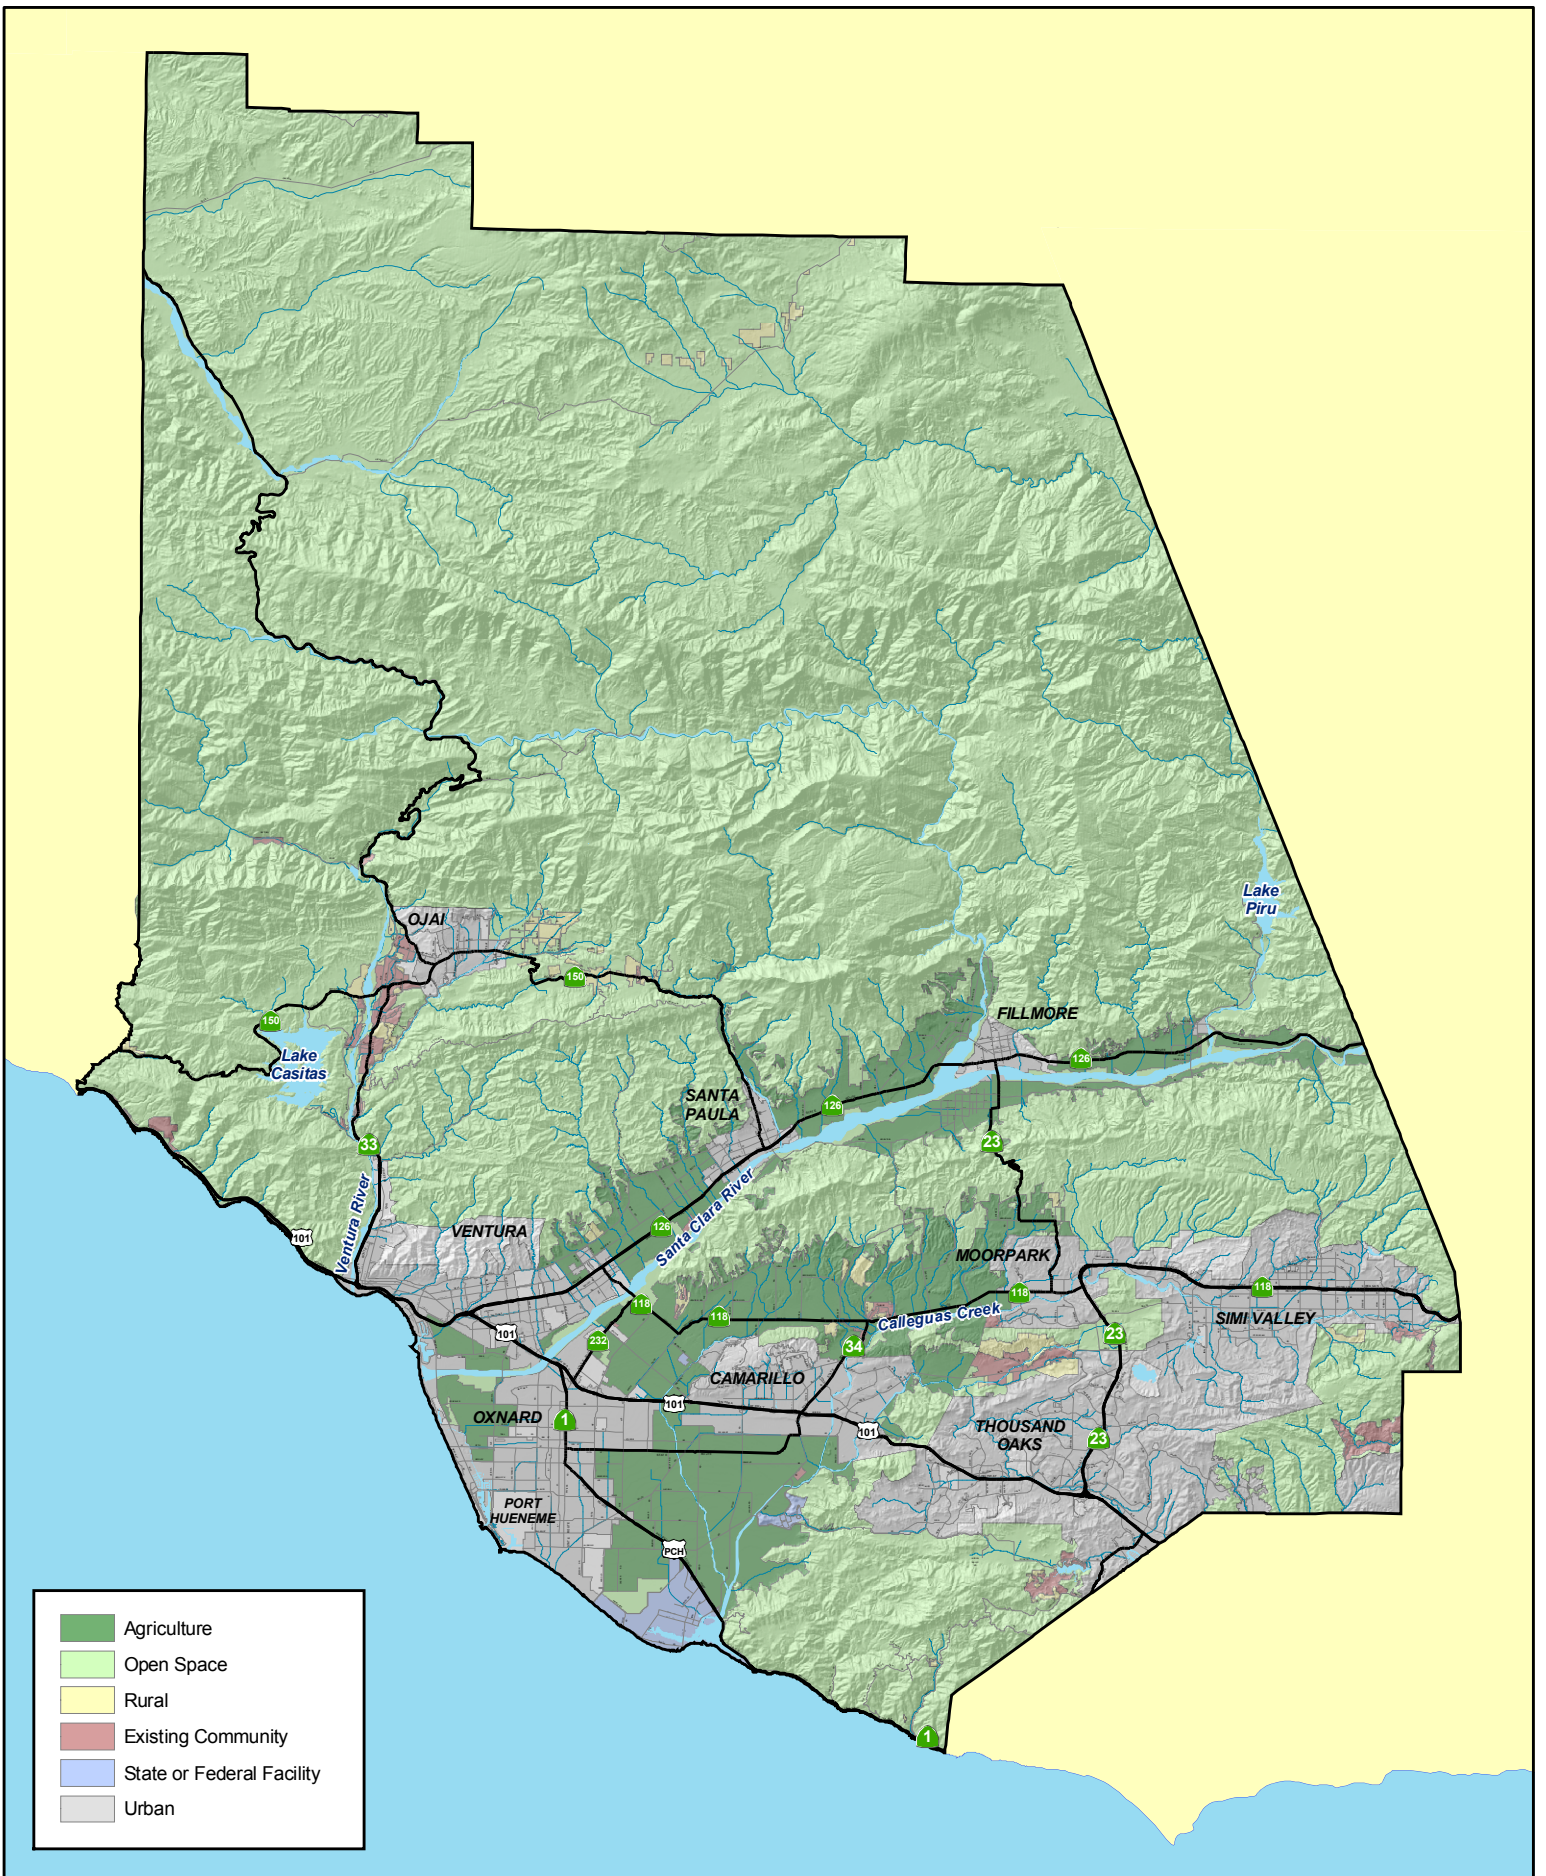 OJAI
Lake
Piru
150
150
FILLMORE
Lake
Casitas
126
SANTA
PAULA
126
33
23
Ventura River
Santa Clara River
101
VENTURA
126
MOORPARK
118
118
118
Calleguas Creek
118
SIMI VALLEY
101
232
34
23
CAMARILLO
101
OXNARD
1
101
THOUSAND
OAKS
23
PORT
HUENEME
PCH
1
Agriculture
Open Space
Rural
Existing Community
State or Federal Facility
Urban